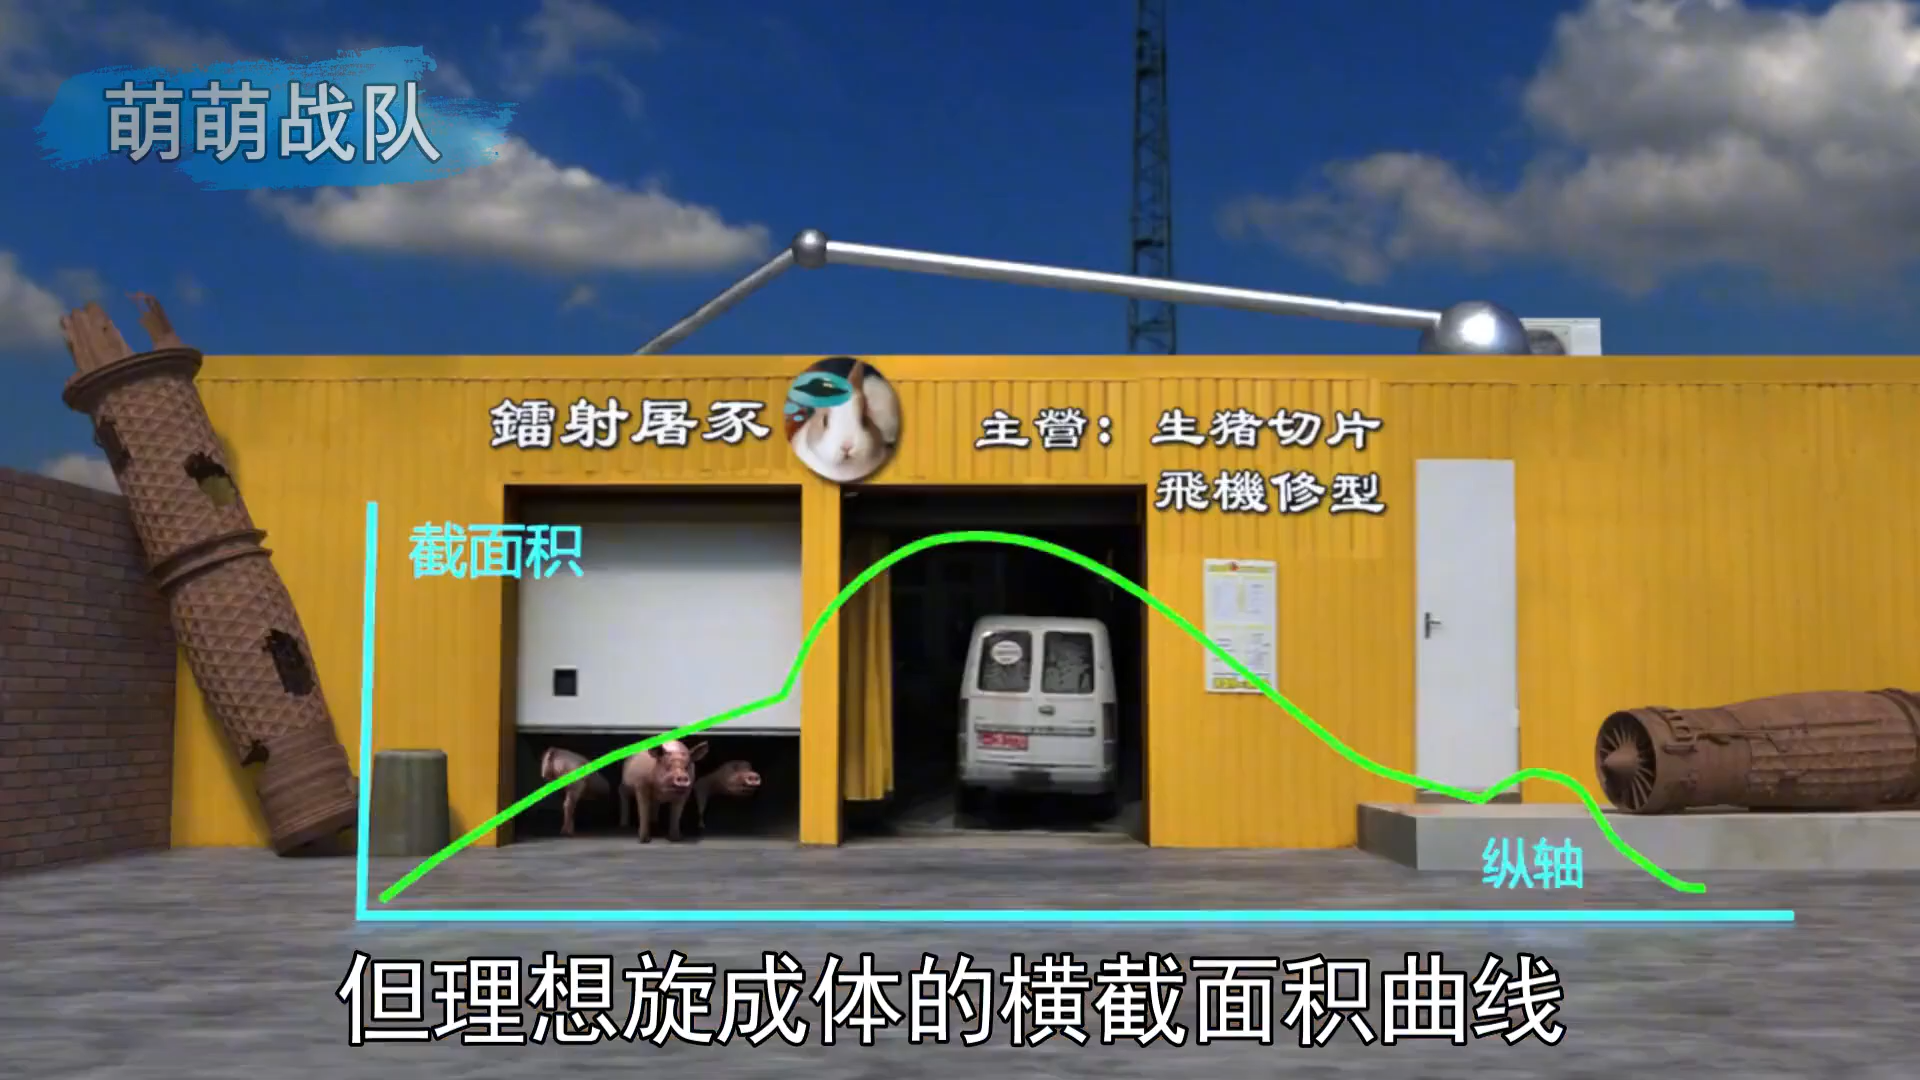 萌萌战队
鐳射屠豕
主營：生猪切片
飛機修型
截面积
纵轴
但理想旋成体的横截面积曲线